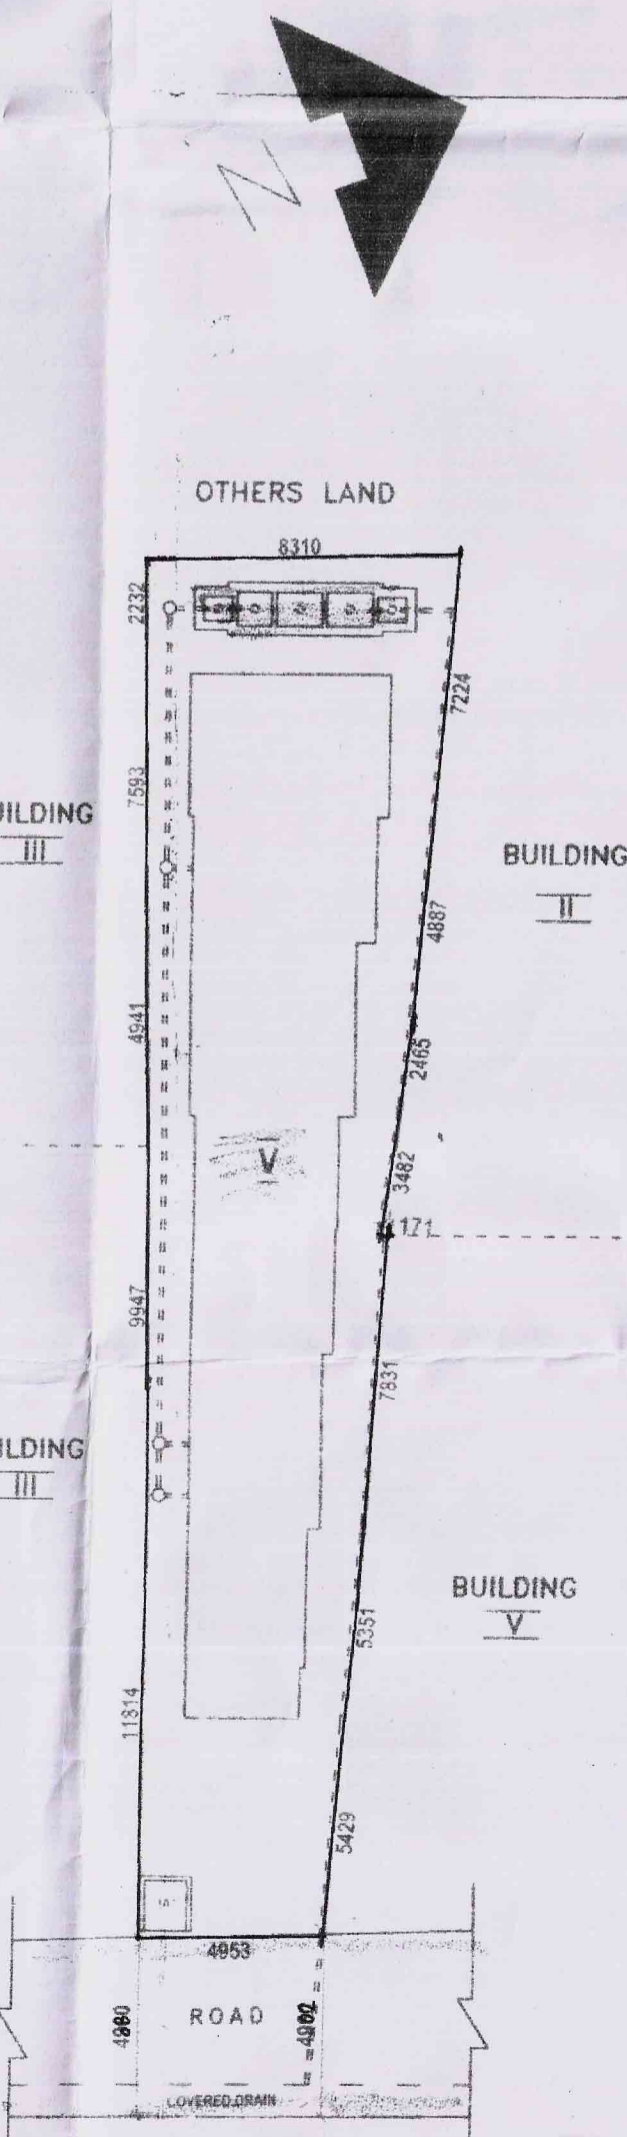 N
OTHERS LAND
8310
2232
7224
7593
UILDING
III
BUILDING
II
4887
4941
2465
V
3482
171
9947
7831
ILDING
III
BUILDING
V
5351
11814
5429
4953
ROAD
COVERED DRAIN